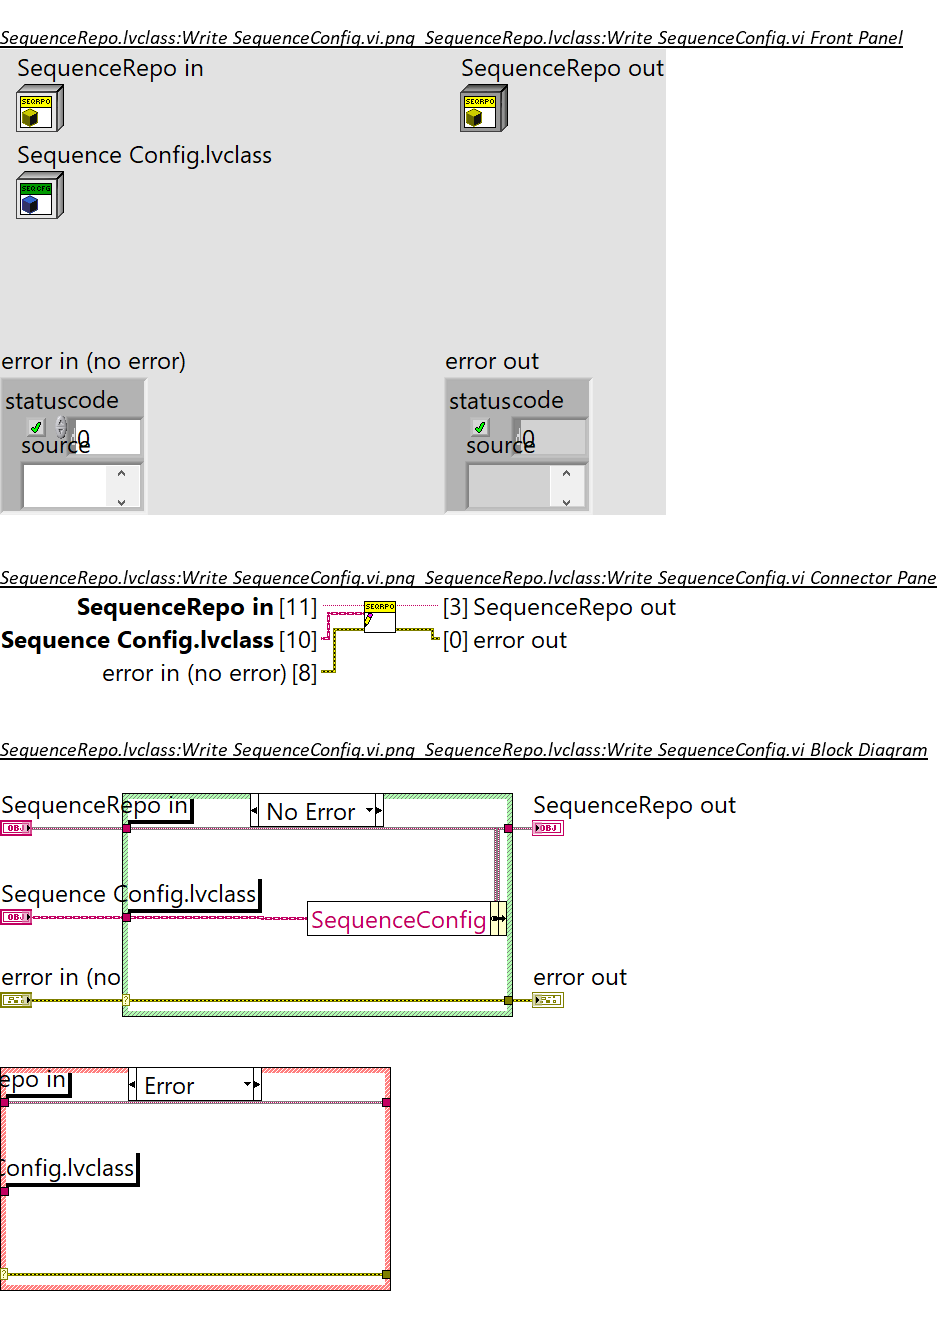 SequenceRepo.lvclass:Write SequenceConfig.vi.png SequenceRepo.lvclass:Write SequenceConfig.vi Front Panel
SequenceRepo in SequenceRepo out
SEQRPO SEQRPO
Sequence Config.lvclass
SEQ CFG
error in (no error) error out
status code status code
0 0
source source
SequenceRepo.lvclass:Write SequenceConfig.vi.png SequenceRepo.lvclass:Write SequenceConfig.vi Connector Pane
SequenceRepo in [11] SEQRPO [3] SequenceRepo out
Sequence Config.lvclass [10] [0] error out
error in (no error) [8]
SequenceRepo.lvclass:Write SequenceConfig.vi.png SequenceRepo.lvclass:Write SequenceConfig.vi Block Diagram
SequenceRepo in No Error SequenceRepo out
OBJ OBJ
Sequence Config.lvclass
OBJ SequenceConfig
error in (no error out
?
epo in Error
Config.lvclass
?